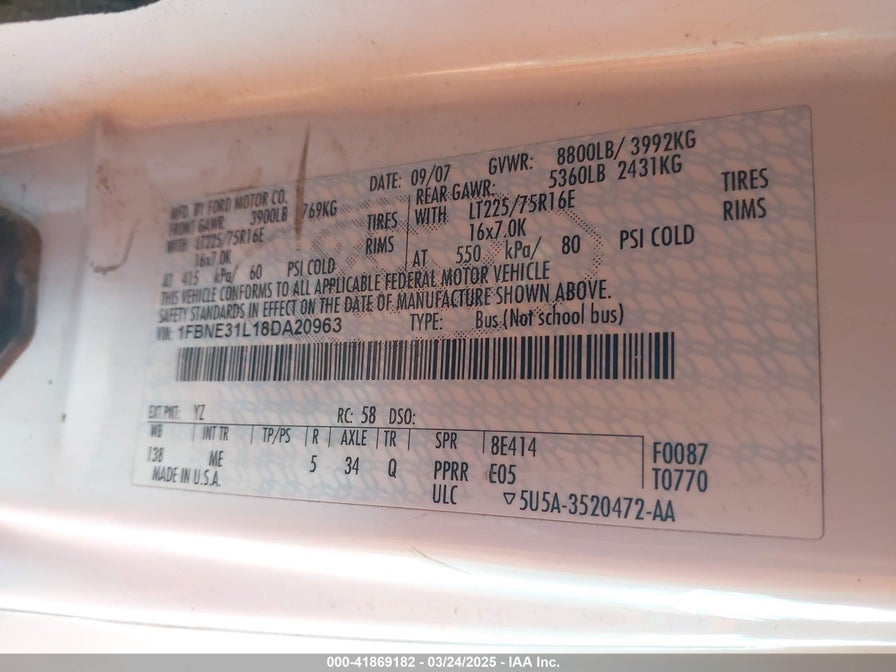 MFD. BY FORD MOTOR CO.
DATE: 09/07 GVWR: 8800LB/ 3992KG
FRONT GAWR: 3900LB 769KG REAR GAWR: 5360LB 2431KG
WITH LT225/75R16E TIRES WITH LT225/75R16E TIRES
16x7.0K RIMS 16x7.0K RIMS
AT 415 kPa/ 60 PSI COLD AT 550 kPa/ 80 PSI COLD
THIS VEHICLE CONFORMS TO ALL APPLICABLE FEDERAL MOTOR VEHICLE
SAFETY STANDARDS IN EFFECT ON THE DATE OF MANUFACTURE SHOWN ABOVE.
VIN: 1FBNE31L18DA20963 TYPE: Bus (Not school bus)
EXT PNT: YZ RC: 58 DSO:
WB INT TR TP/PS R AXLE TR SPR 8E414 F0087
138 ME 5 34 Q PPRR E05 T0770
MADE IN U.S.A. ULC ▽5U5A-3520472-AA
000-41869182 - 03/24/2025 - IAA Inc.